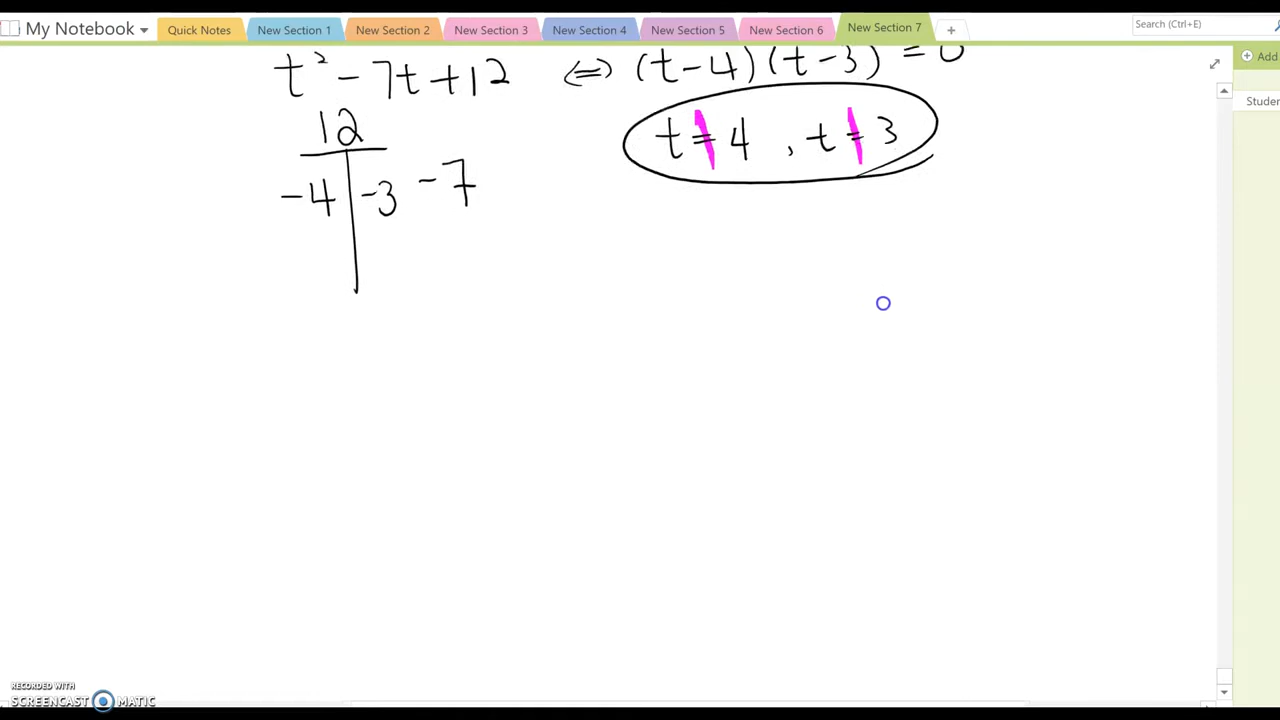 My Notebook
Quick Notes
New Section 1
New Section 2
New Section 3
New Section 4
New Section 5
New Section 6
New Section 7
+
Search (Ctrl+E)
Add
Studen
t² - 7t + 12 ⇔ (t-4)(t-3) = 0
12
t ≠ 4 , t ≠ 3
-4 | -3 -7
RECORDED WITH
SCREENCAST MATIC